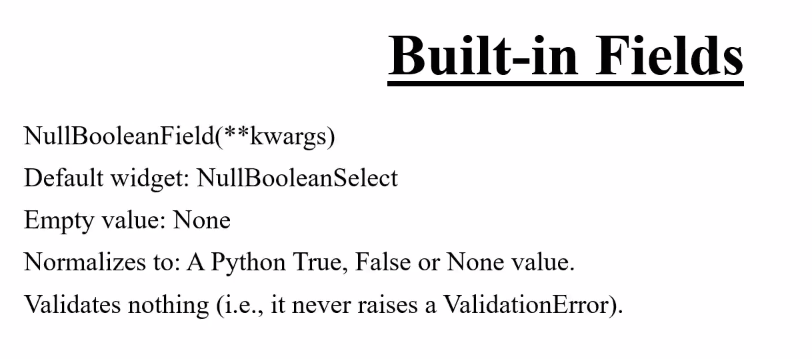 Built-in Fields
NullBooleanField(**kwargs)
Default widget: NullBooleanSelect
Empty value: None
Normalizes to: A Python True, False or None value.
Validates nothing (i.e., it never raises a ValidationError).